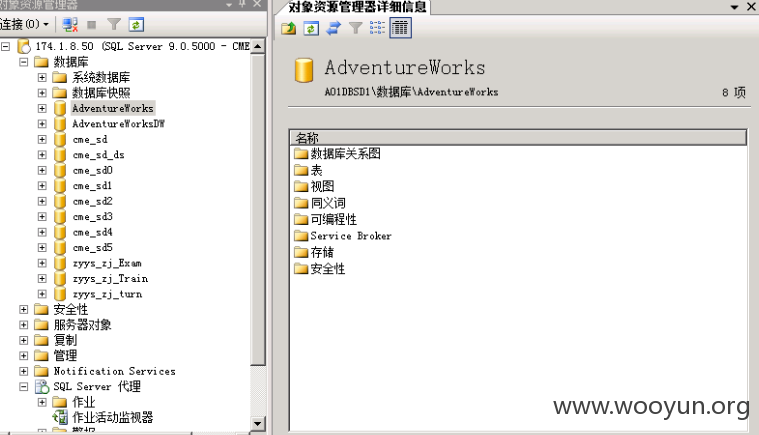 对象资源管理器
连接(O)
174.1.8.50 (SQL Server 9.0.5000 - CME
数据库
系统数据库
数据库快照
AdventureWorks
AdventureWorksDW
cme_sd
cme_sd_ds
cme_sd0
cme_sd1
cme_sd2
cme_sd3
cme_sd4
cme_sd5
zyys_zj_Exam
zyys_zj_Train
zyys_zj_turn
安全性
服务器对象
复制
管理
Notification Services
SQL Server 代理
作业
作业活动监视器
警报
对象资源管理器详细信息
AdventureWorks
A01DBSD1\数据库\AdventureWorks
8 项
名称
数据库关系图
表
视图
同义词
可编程性
Service Broker
存储
安全性
www.wooyun.org